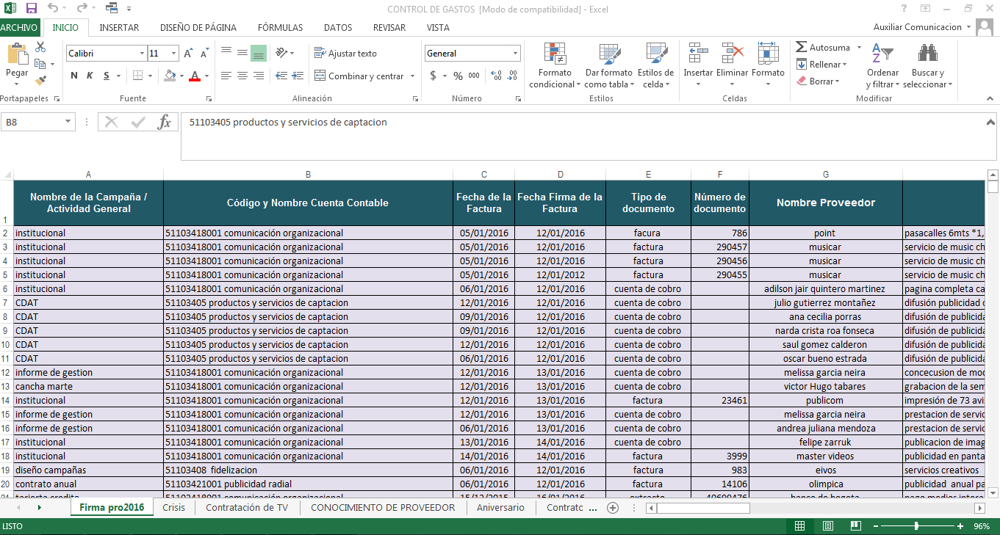 CONTROL DE GASTOS [Modo de compatibilidad] - Excel
ARCHIVO INICIO INSERTAR DISEÑO DE PÁGINA FÓRMULAS DATOS REVISAR VISTA Auxiliar Comunicacion
Calibri 11 Ajustar texto General Autosuma
Pegar N K S Combinar y centrar $ % 000 Formato condicional Dar formato como tabla Estilos de celda Insertar Eliminar Formato Rellenar Borrar Ordenar y filtrar Buscar y seleccionar
Portapapeles Fuente Alineación Número Estilos Celdas Modificar
B8 fx 51103405 productos y servicios de captacion
A B C D E F G
1 Nombre de la Campaña / Actividad General Código y Nombre Cuenta Contable Fecha de la Factura Fecha Firma de la Factura Tipo de documento Número de documento Nombre Proveedor
2 institucional 51103418001 comunicación organizacional 05/01/2016 12/01/2016 facura 786 point pasacalles 6mts *1,
3 institucional 51103418001 comunicación organizacional 05/01/2016 12/01/2016 factura 290457 musicar servicio de music ch
4 institucional 51103418001 comunicación organizacional 05/01/2016 12/01/2016 factura 290456 musicar servicio de music ch
5 institucional 51103418001 comunicación organizacional 05/01/2016 12/01/2012 factura 290455 musicar servicio de music ch
6 institucional 51103418001 comunicación organizacional 06/01/2016 12/01/2016 cuenta de cobro adilson jair quintero martinez pagina completa ca
7 CDAT 51103405 productos y servicios de captacion 12/01/2016 12/01/2016 cuenta de cobro julio gutierrez montañez difusión publicidad
8 CDAT 51103405 productos y servicios de captacion 09/01/2016 12/01/2016 cuenta de cobro ana cecilia porras difusión de publicida
9 CDAT 51103405 productos y servicios de captacion 09/01/2016 12/01/2016 cuenta de cobro narda crista roa fonseca difusión de publicida
10 CDAT 51103405 productos y servicios de captacion 12/01/2016 12/01/2016 cuenta de cobro saul gomez calderon difusión de publicida
11 CDAT 51103405 productos y servicios de captacion 06/01/2016 12/01/2016 cuenta de cobro oscar bueno estrada difusión de publicida
12 informe de gestion 51103418001 comunicación organizacional 12/01/2016 13/01/2016 cuenta de cobro melissa garcia neira concecusion de moc
13 cancha marte 51103418001 comunicación organizacional 12/01/2016 13/01/2016 cuenta de cobro victor Hugo tabares grabacion de la sem
14 institucional 51103418001 comunicación organizacional 12/01/2016 13/01/2016 factura 23461 publicom impresión de 73 avi
15 informe de gestion 51103418001 comunicación organizacional 12/01/2016 13/01/2016 cuenta de cobro melissa garcia neira prestacion de servic
16 informe de gestion 51103418001 comunicación organizacional 06/01/2016 13/01/2016 cuenta de cobro andrea juliana mendoza prestacion de servic
17 institucional 51103418001 comunicación organizacional 13/01/2016 14/01/2016 cuenta de cobro felipe zarruk publicacion de imag
18 institucional 51103418001 comunicación organizacional 14/01/2016 14/01/2016 factura 3999 master videos publicidad en panta
19 diseño campañas 51103408 fidelizacion 06/01/2016 12/01/2016 factura 983 eivos servicios creativos
20 contrato anual 51103421001 publicidad radial 06/01/2016 12/01/2016 factura 14106 olimpica publicidad anual pa
21 tarjerta credito 51103418001 comunicación organizacional 15/12/2015 16/01/2016 extracto banco de bogota pago medios intera
Firma pro2016 Crisis Contratación de TV CONOCIMIENTO DE PROVEEDOR Aniversario Contrato ...
LISTO 96%